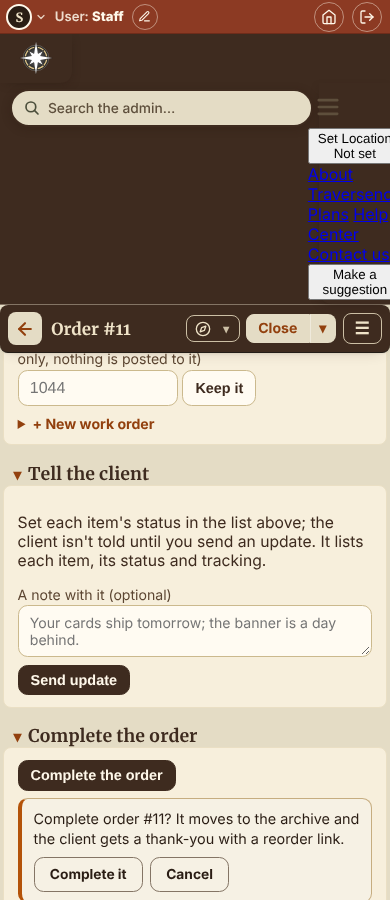 S User: Staff
Search the admin...
Set Location
Not set
About
Plans Help
Center
Contact us
Make a
suggestion
Order #11
Close
only, nothing is posted to it)
1044
Keep it
+ New work order
Tell the client
Set each item's status in the list above; the
client isn't told until you send an update. It lists
each item, its status and tracking.
A note with it (optional)
Your cards ship tomorrow; the banner is a day
behind.
Send update
Complete the order
Complete the order
Complete order #11? It moves to the archive and
the client gets a thank-you with a reorder link.
Complete it
Cancel